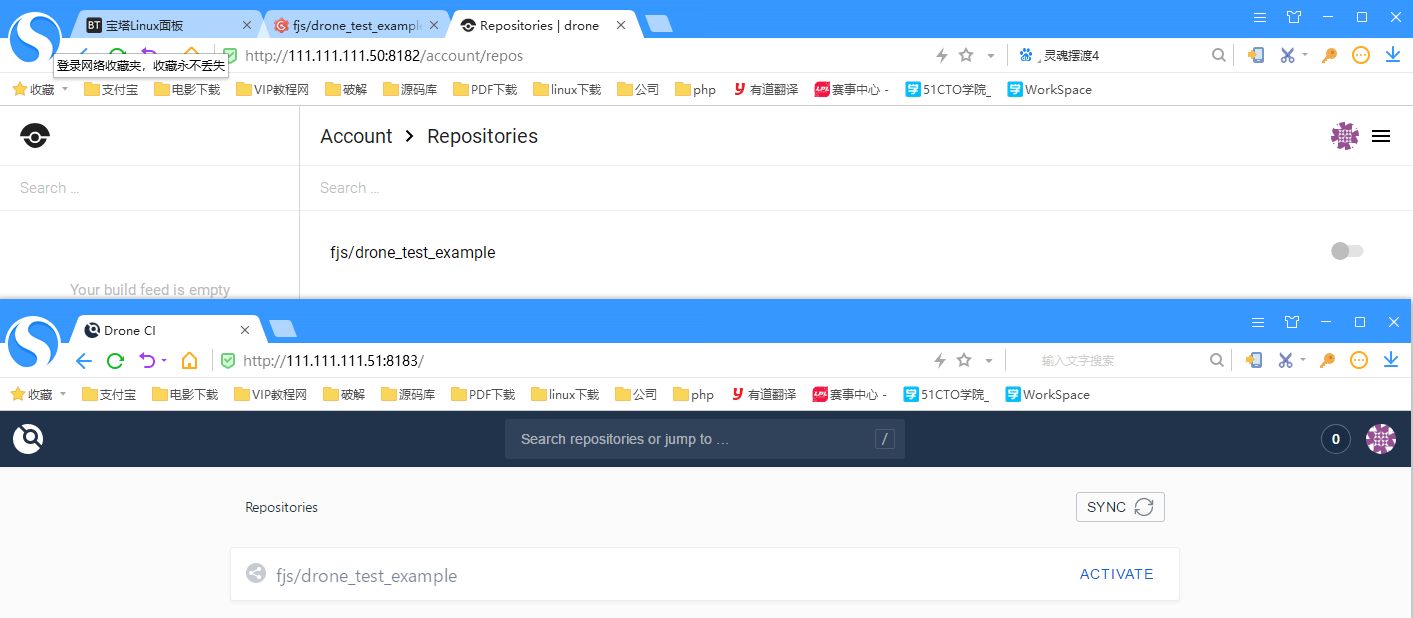 BT 宝塔Linux面板 fjs/drone_test_example Repositories | drone
http://111.111.111.50:8182/account/repos 灵魂摆渡4
登录网络收藏夹，收藏永不丢失
收藏 支付宝 电影下载 VIP教程网 破解 源码库 PDF下载 linux下载 公司 php 有道翻译 LPL 赛事中心 - 学 51CTO学院_ 学 WorkSpace
Account Repositories
Search ... Search ...
fjs/drone_test_example
Your build feed is empty
Drone CI
http://111.111.111.51:8183/ 输入文字搜索
收藏 支付宝 电影下载 VIP教程网 破解 源码库 PDF下载 linux下载 公司 php 有道翻译 LPL 赛事中心 - 学 51CTO学院_ 学 WorkSpace
Search repositories or jump to … / 0
Repositories SYNC
fjs/drone_test_example ACTIVATE